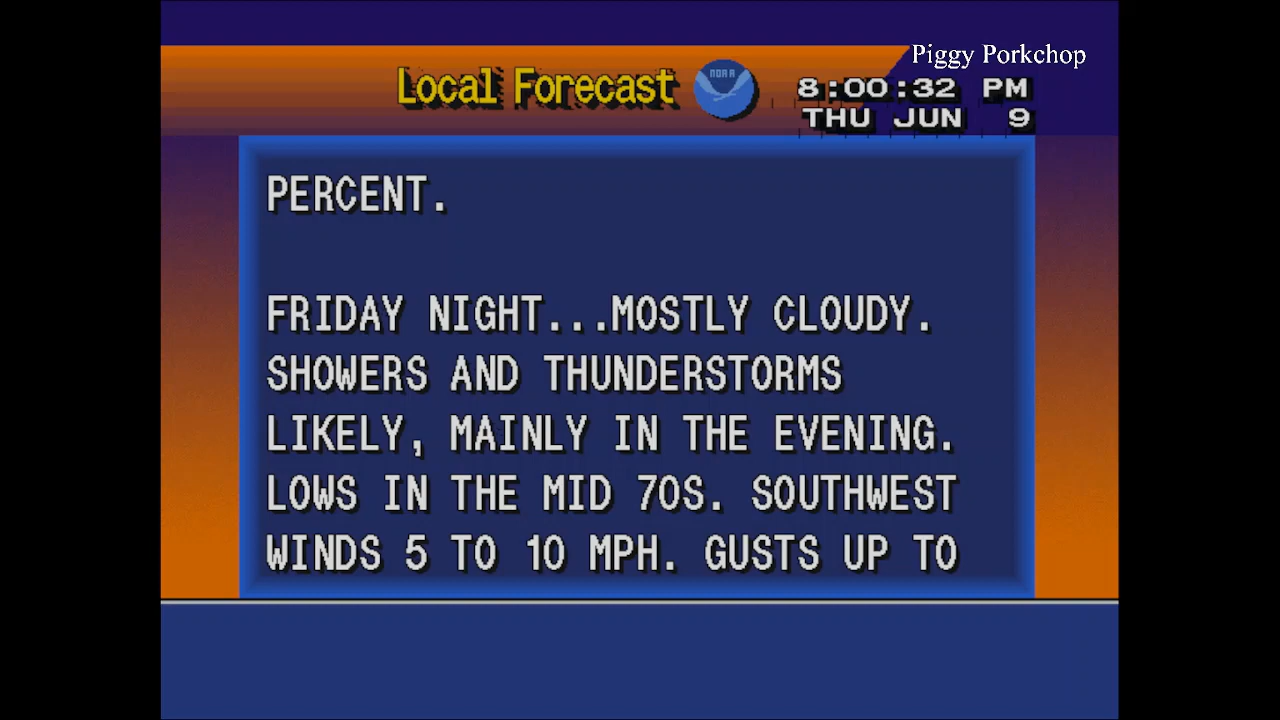 Piggy Porkchop
Local Forecast
NOAA
8:00:32 PM
THU JUN 9
PERCENT.
FRIDAY NIGHT...MOSTLY CLOUDY.
SHOWERS AND THUNDERSTORMS
LIKELY, MAINLY IN THE EVENING.
LOWS IN THE MID 70S. SOUTHWEST
WINDS 5 TO 10 MPH. GUSTS UP TO